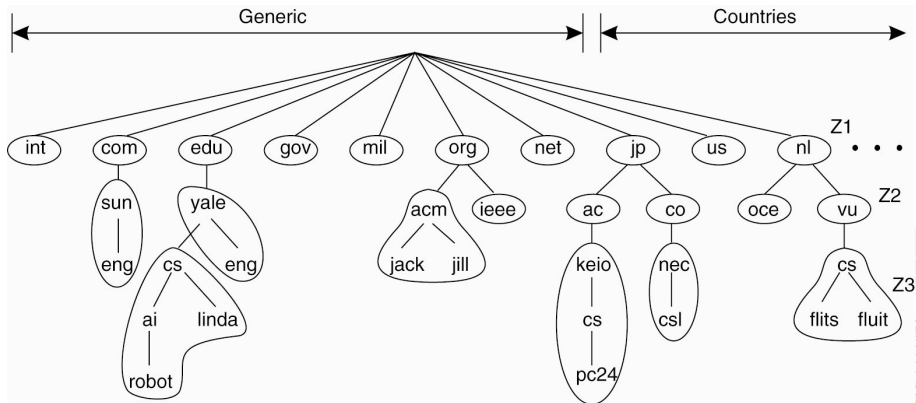 Generic Countries
int com edu gov mil org net jp us nl Z1 • • •
sun yale acm ieee ac co oce vu Z2
eng cs eng jack jill keio nec cs Z3
ai linda cs csl flits fluit
robot pc24